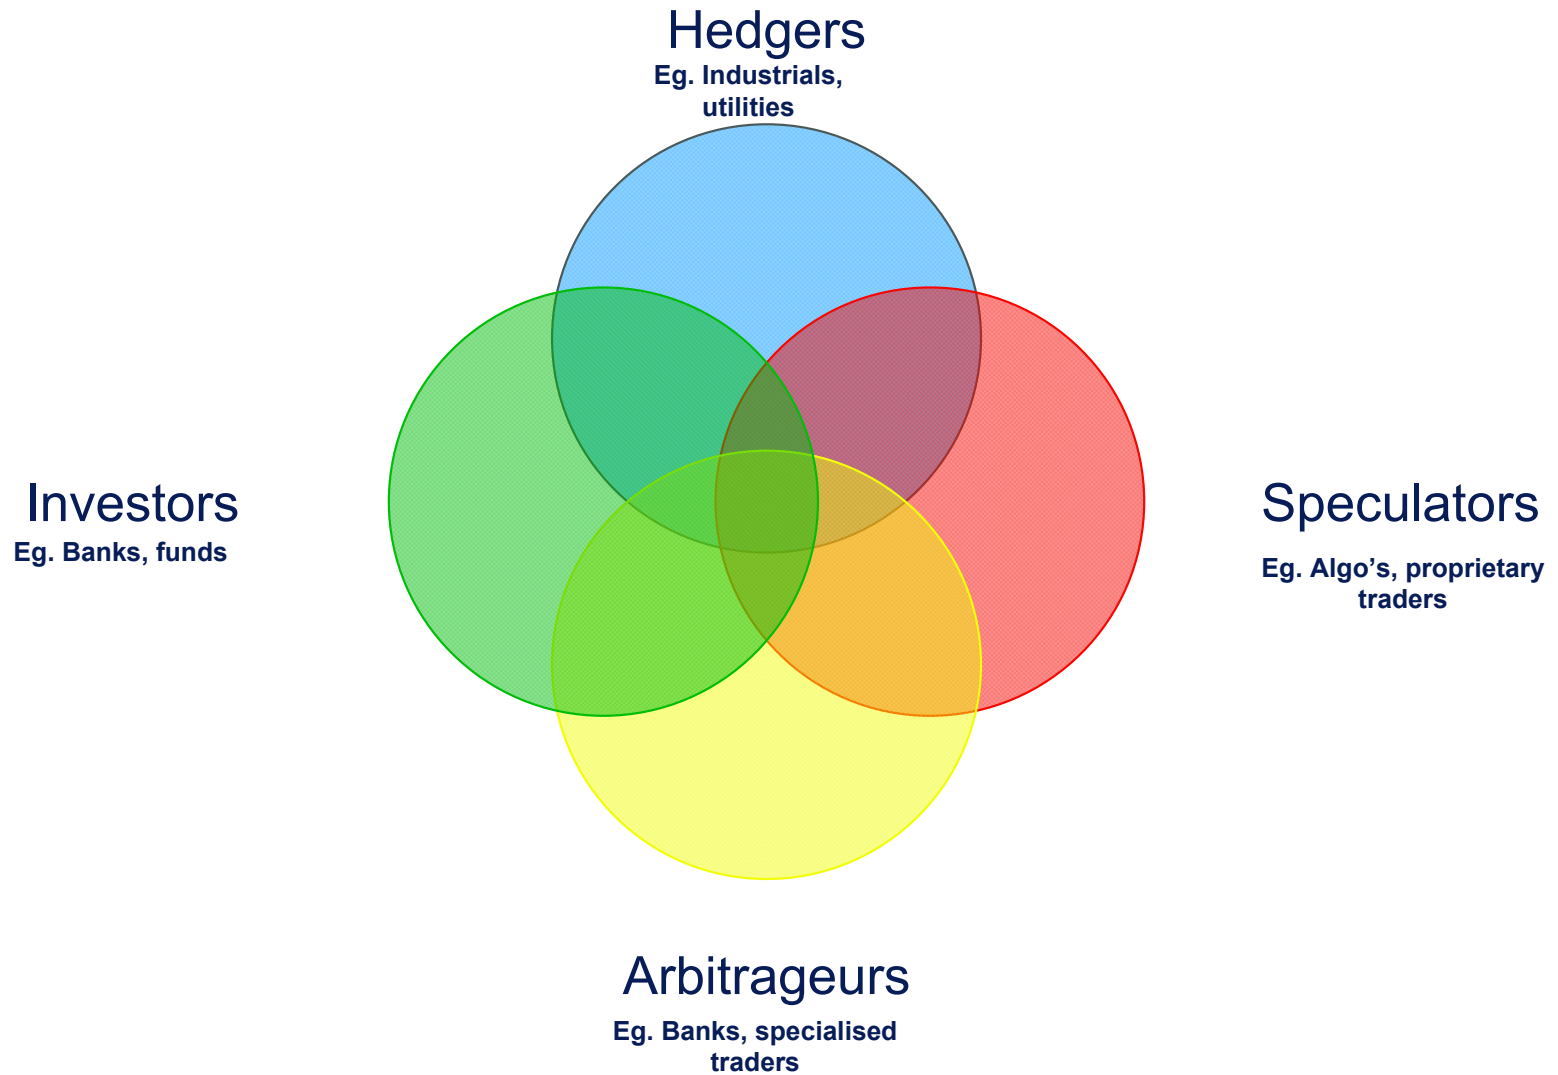 Hedgers
Eg. Industrials,
utilities
Investors
Eg. Banks, funds
Speculators
Eg. Algo’s, proprietary
traders
Arbitrageurs
Eg. Banks, specialised
traders